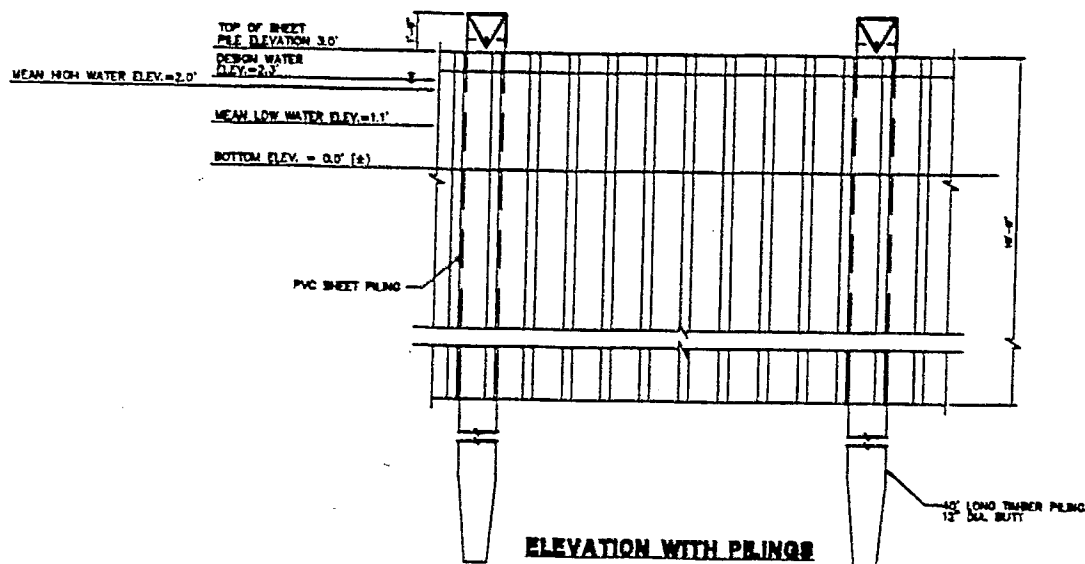 TOP OF SHEET
PILE ELEVATION 3.0'
DESIGN WATER
ELEV.=2.3'
MEAN HIGH WATER ELEV.=2.0'
MEAN LOW WATER ELEV.=1.1'
BOTTOM ELEV. = 0.0' (±)
PVC SHEET PILING
40' LONG TIMBER PILING
12" DIA. BUTT
ELEVATION WITH PILINGS